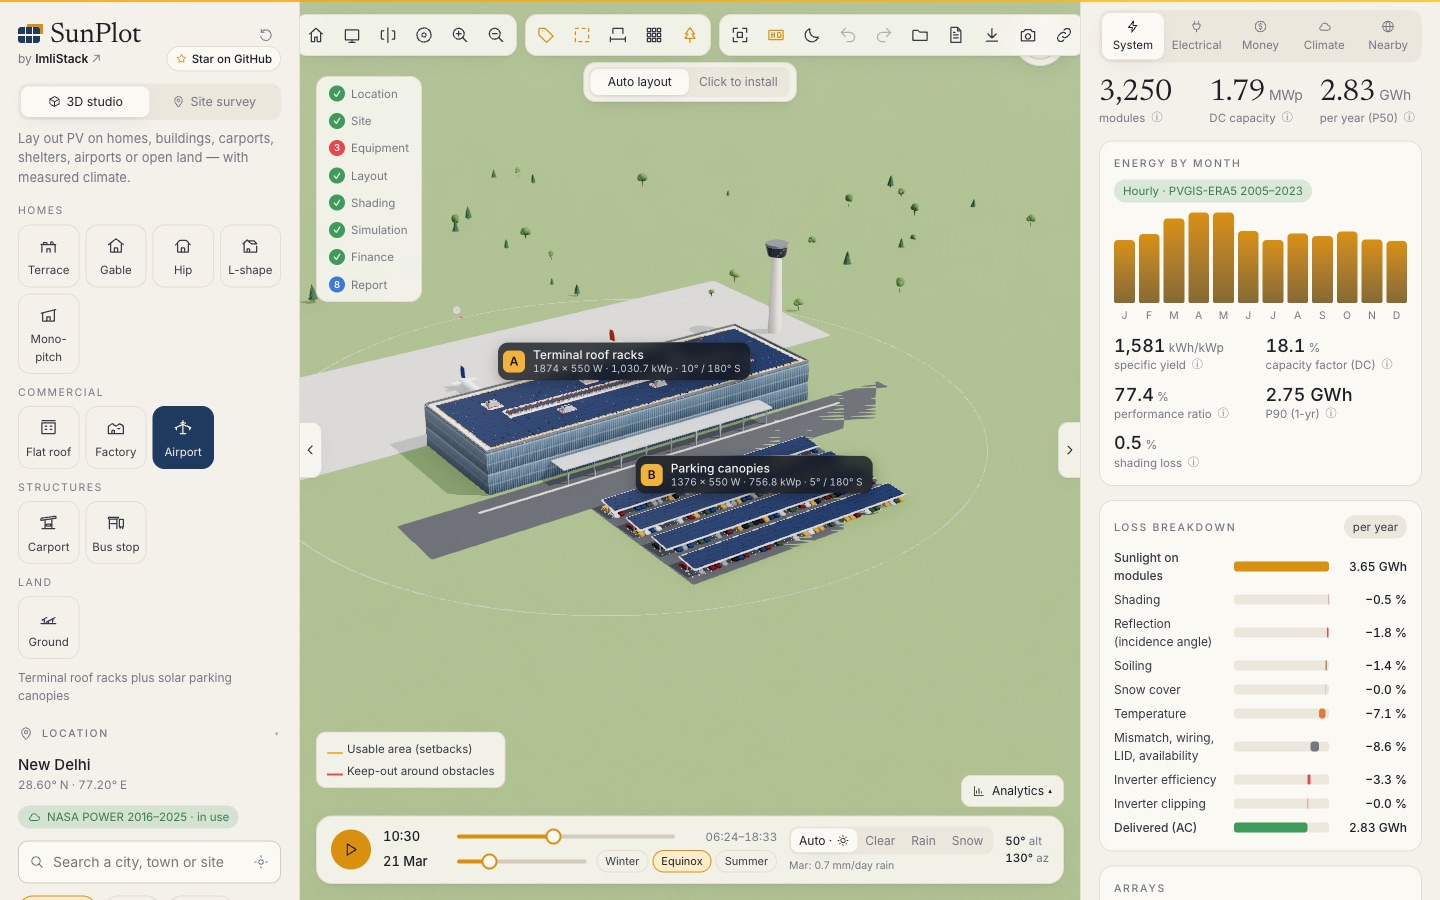 SunPlot
by ImliStack ↗
Star on GitHub
3D studio
Site survey
Lay out PV on homes, buildings, carports,
shelters, airports or open land — with
measured climate.
HOMES
Terrace
Gable
Hip
L-shape
Mono-
pitch
COMMERCIAL
Flat roof
Factory
Airport
STRUCTURES
Carport
Bus stop
LAND
Ground
Terminal roof racks plus solar parking
canopies
LOCATION
New Delhi
28.60° N · 77.20° E
NASA POWER 2016–2025 · in use
Search a city, town or site
HD
Auto layout
Click to install
Location
Site
3 Equipment
Layout
Shading
Simulation
Finance
8 Report
A Terminal roof racks
1874 × 550 W · 1,030.7 kWp · 10° / 180° S
B Parking canopies
1376 × 550 W · 756.8 kWp · 5° / 180° S
Usable area (setbacks)
Keep-out around obstacles
Analytics
10:30
06:24–18:33
21 Mar
Winter
Equinox
Summer
Auto ·
Clear
Rain
Snow
Mar: 0.7 mm/day rain
50° alt
130° az
System
Electrical
Money
Climate
Nearby
3,250
modules
1.79 MWp
DC capacity
2.83 GWh
per year (P50)
ENERGY BY MONTH
Hourly · PVGIS-ERA5 2005–2023
J F M A M J J A S O N D
1,581 kWh/kWp
specific yield
18.1 %
capacity factor (DC)
77.4 %
performance ratio
2.75 GWh
P90 (1-yr)
0.5 %
shading loss
LOSS BREAKDOWN
per year
Sunlight on
modules
3.65 GWh
Shading −0.5 %
Reflection
(incidence angle)
−1.8 %
Soiling −1.4 %
Snow cover −0.0 %
Temperature −7.1 %
Mismatch, wiring,
LID, availability
−8.6 %
Inverter efficiency −3.3 %
Inverter clipping −0.0 %
Delivered (AC) 2.83 GWh
ARRAYS